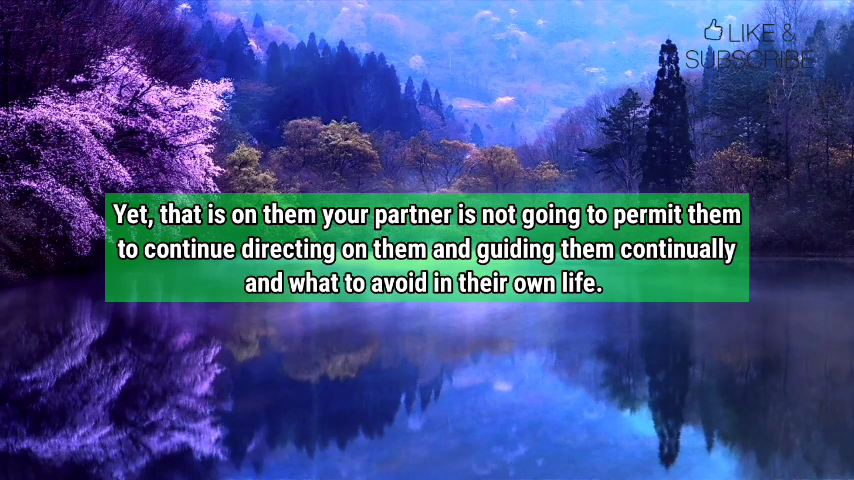 LIKE &
SUBSCRIBE
Yet, that is on them your partner is not going to permit them
to continue directing on them and guiding them continually
and what to avoid in their own life.